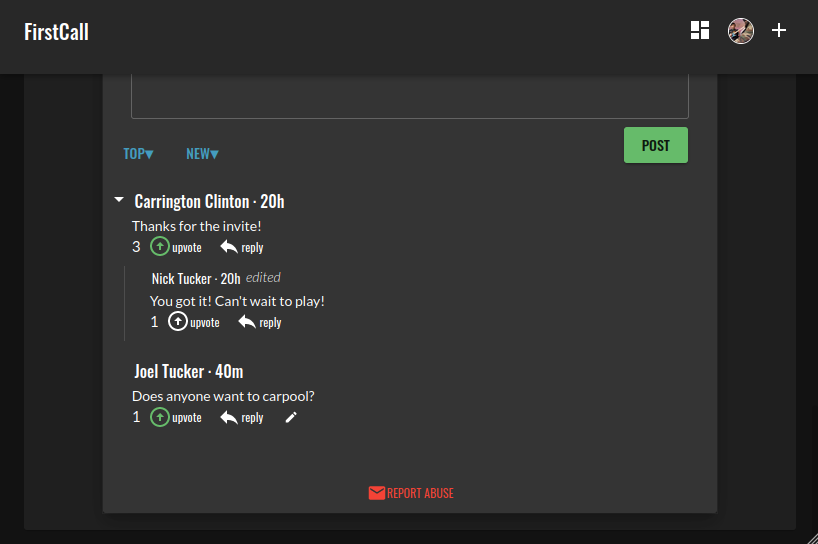 FirstCall
TOP▾ NEW▾
POST
Carrington Clinton · 20h
Thanks for the invite!
3 upvote reply
Nick Tucker · 20h edited
You got it! Can't wait to play!
1 upvote reply
Joel Tucker · 40m
Does anyone want to carpool?
1 upvote reply
REPORT ABUSE